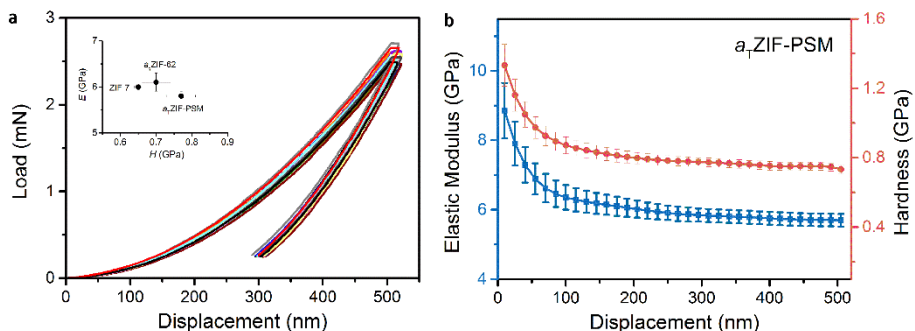 a
Load (mN)
3
2
1
0
0 100 200 300 400 500
Displacement (nm)
E (GPa)
7
6
5
0.6 0.7 0.8 0.9
H (GPa)
aTZIF-62
ZIF 7
aTZIF-PSM
b
aTZIF-PSM
Elastic Modulus (GPa)
10
8
6
4
0 100 200 300 400 500
Displacement (nm)
Hardness (GPa)
1.6
1.2
0.8
0.4